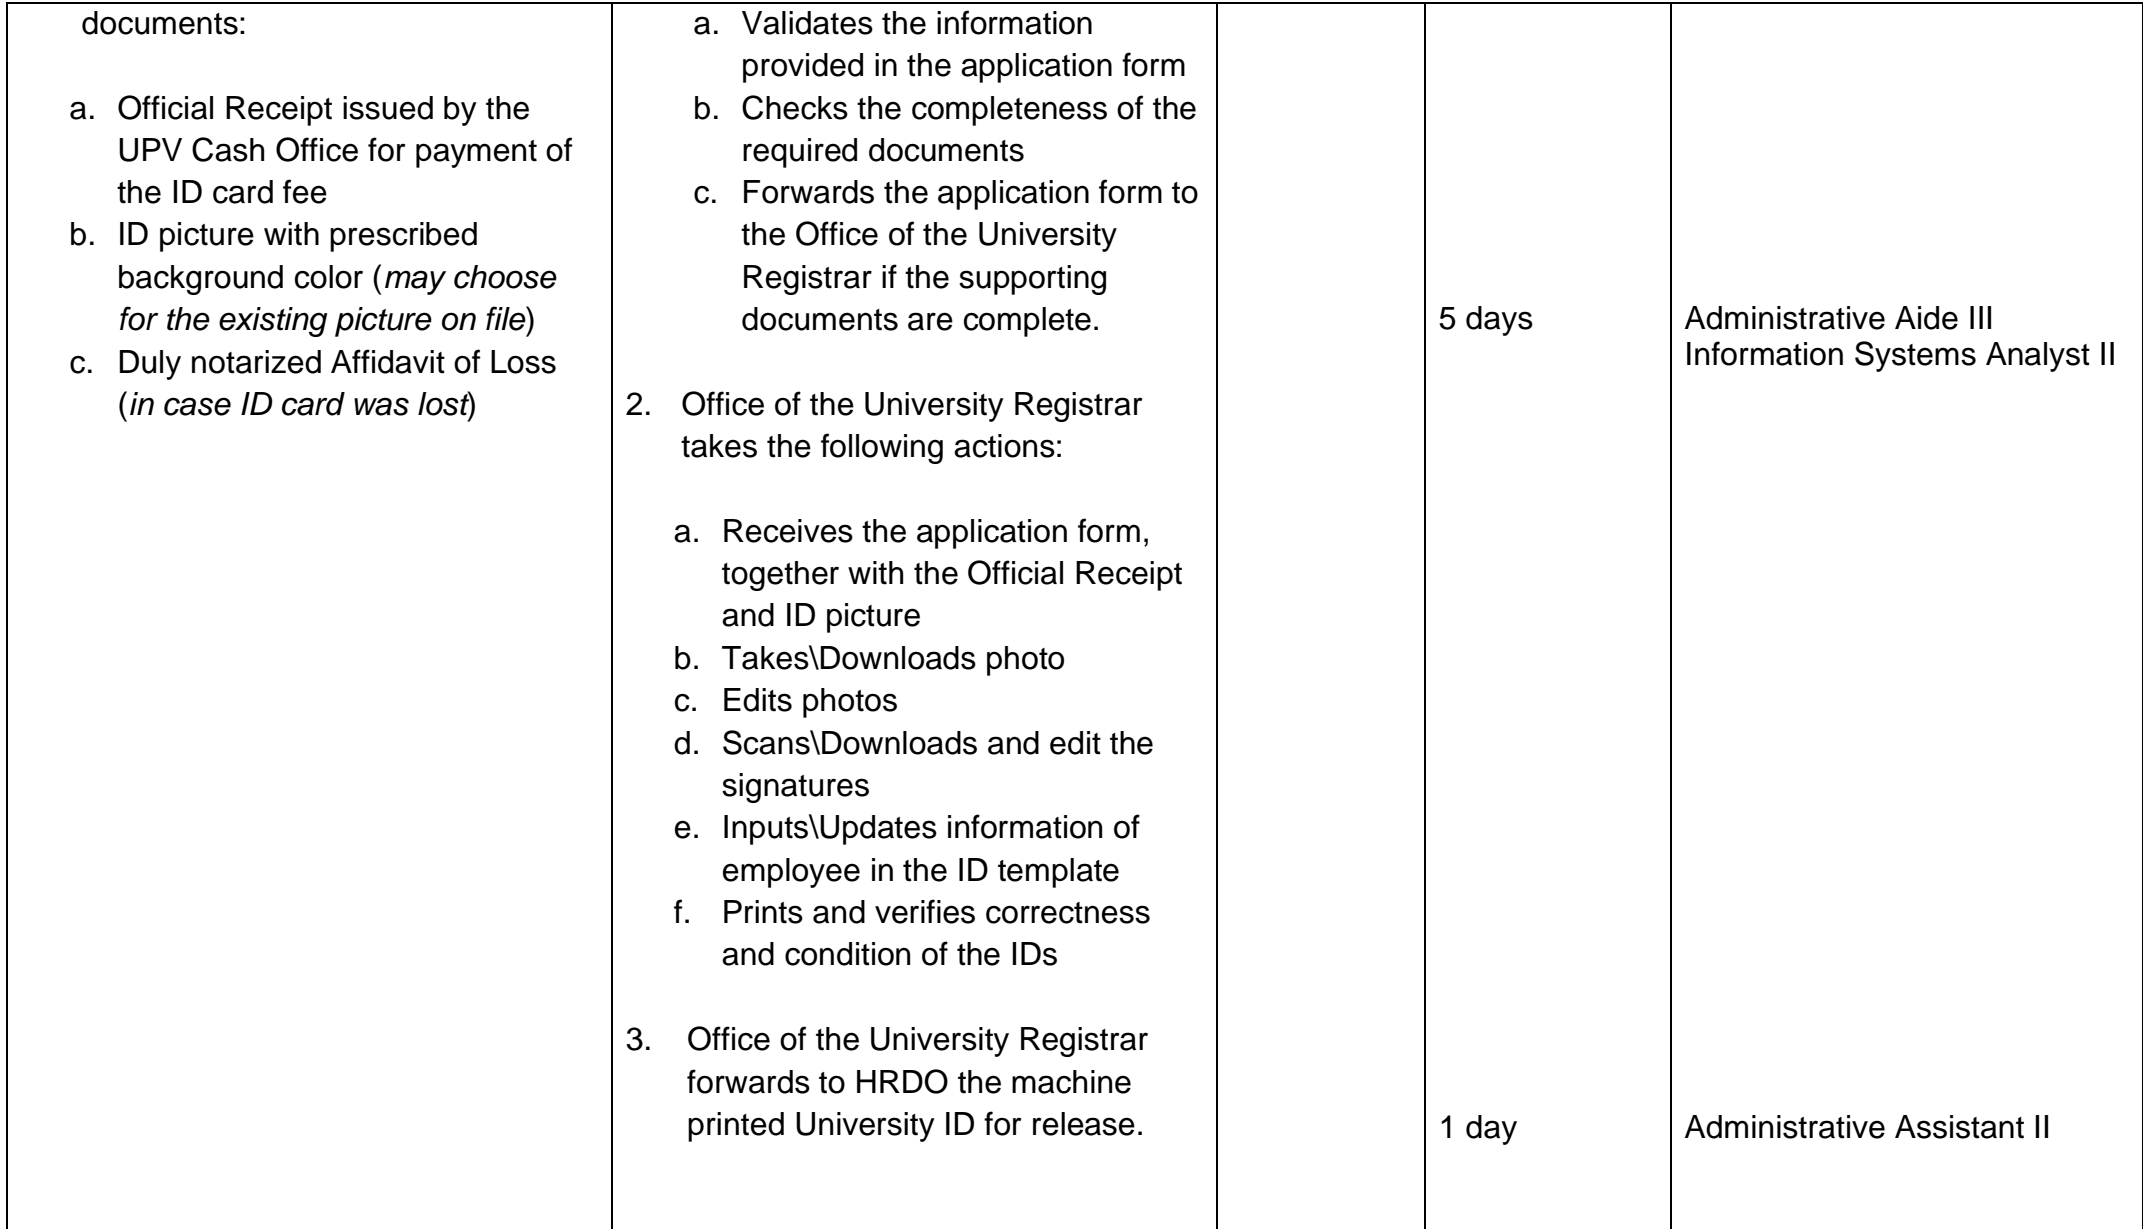 documents:
a. Official Receipt issued by the
UPV Cash Office for payment of
the ID card fee
b. ID picture with prescribed
background color (may choose
for the existing picture on file)
c. Duly notarized Affidavit of Loss
(in case ID card was lost)
a. Validates the information
provided in the application form
b. Checks the completeness of the
required documents
c. Forwards the application form to
the Office of the University
Registrar if the supporting
documents are complete.
2. Office of the University Registrar
takes the following actions:
a. Receives the application form,
together with the Official Receipt
and ID picture
b. Takes\Downloads photo
c. Edits photos
d. Scans\Downloads and edit the
signatures
e. Inputs\Updates information of
employee in the ID template
f. Prints and verifies correctness
and condition of the IDs
3. Office of the University Registrar
forwards to HRDO the machine
printed University ID for release.
5 days
1 day
Administrative Aide III
Information Systems Analyst II
Administrative Assistant II